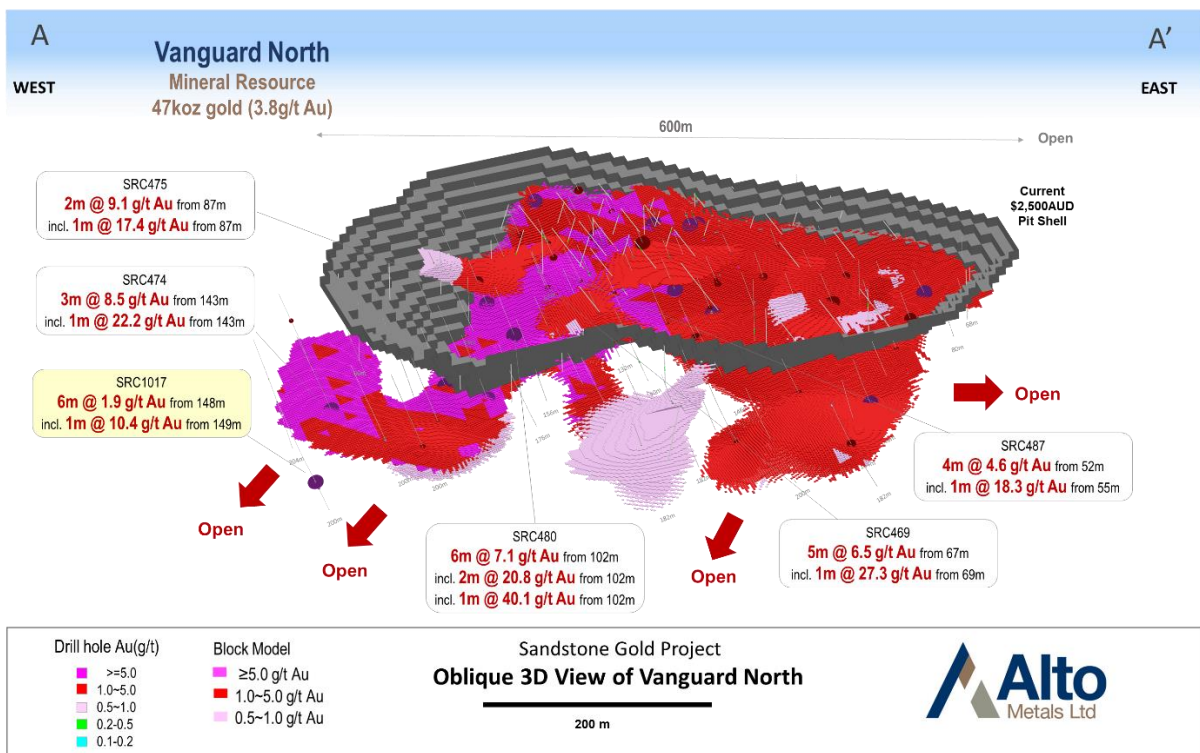 A
A'
WEST
Vanguard North
EAST
Mineral Resource
47koz gold (3.8g/t Au)
600m
Open
SRC475
2m @ 9.1 g/t Au from 87m
incl. 1m @ 17.4 g/t Au from 87m
Current
$2,500AUD
Pit Shell
SRC474
3m @ 8.5 g/t Au from 143m
incl. 1m @ 22.2 g/t Au from 143m
SRC1017
6m @ 1.9 g/t Au from 148m
incl. 1m @ 10.4 g/t Au from 149m
Open
SRC487
4m @ 4.6 g/t Au from 52m
incl. 1m @ 18.3 g/t Au from 55m
Open
Open
SRC480
6m @ 7.1 g/t Au from 102m
incl. 2m @ 20.8 g/t Au from 102m
incl. 1m @ 40.1 g/t Au from 102m
Open
SRC469
5m @ 6.5 g/t Au from 67m
incl. 1m @ 27.3 g/t Au from 69m
156m
176m
200m
182m
200m
182m
80m
Drill hole Au(g/t)
>=5.0
1.0~5.0
0.5~1.0
0.2-0.5
0.1-0.2
Block Model
≥5.0 g/t Au
1.0~5.0 g/t Au
0.5~1.0 g/t Au
Sandstone Gold Project
Oblique 3D View of Vanguard North
200 m
Alto
Metals Ltd